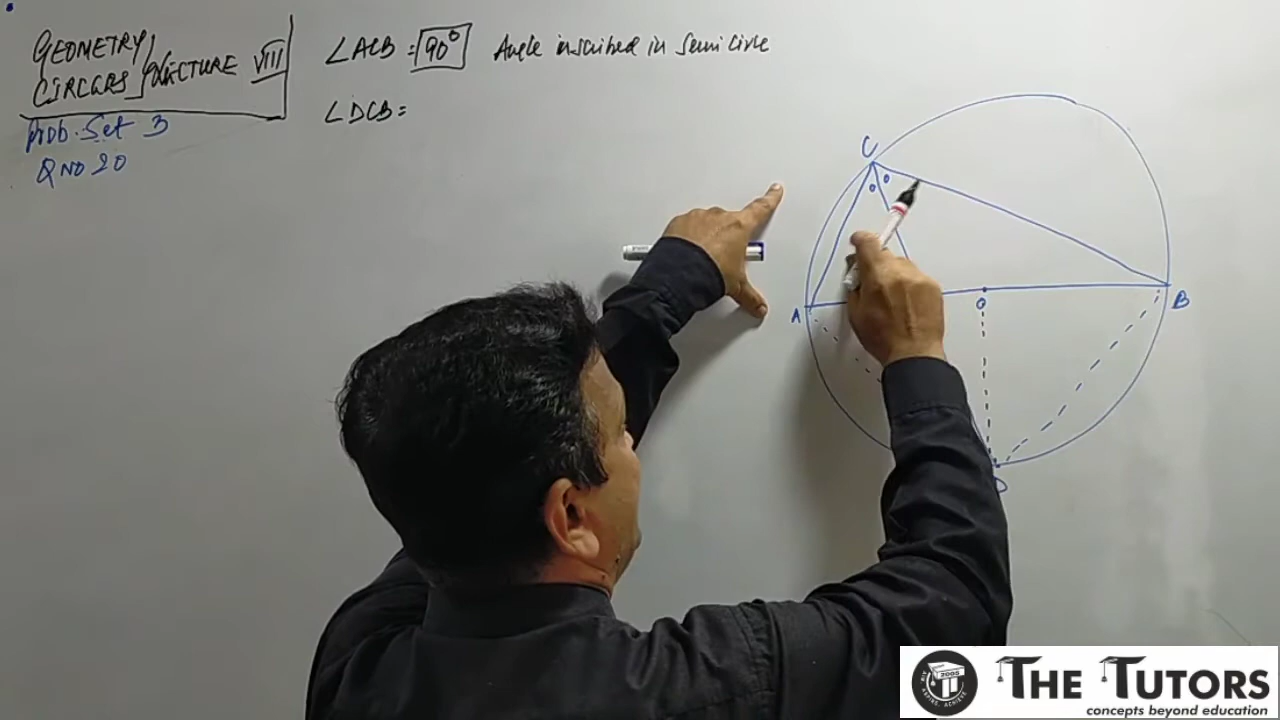 GEOMETRY/
CIRCLES LECTURE VIII
Prob. Set 3
Q NO 20
∠ACB = 90° Angle inscribed in Semi Circle
∠DCB =
C
A
O
B
D
THE TUTORS
concepts beyond education
2005